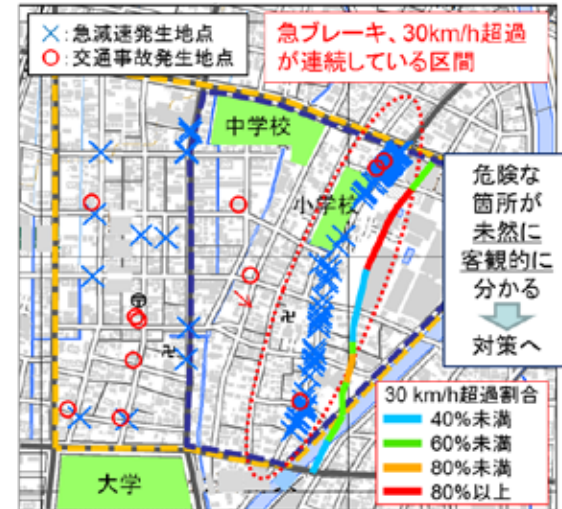 ×：急減速発生地点
○：交通事故発生地点
急ブレーキ、30km/h超過
が連続している区間
中学校
小学校
危険な
箇所が
未然に
客観的に
分かる
対策へ
卍
卍
30 km/h超過割合
40%未満
60%未満
80%未満
80%以上
大学